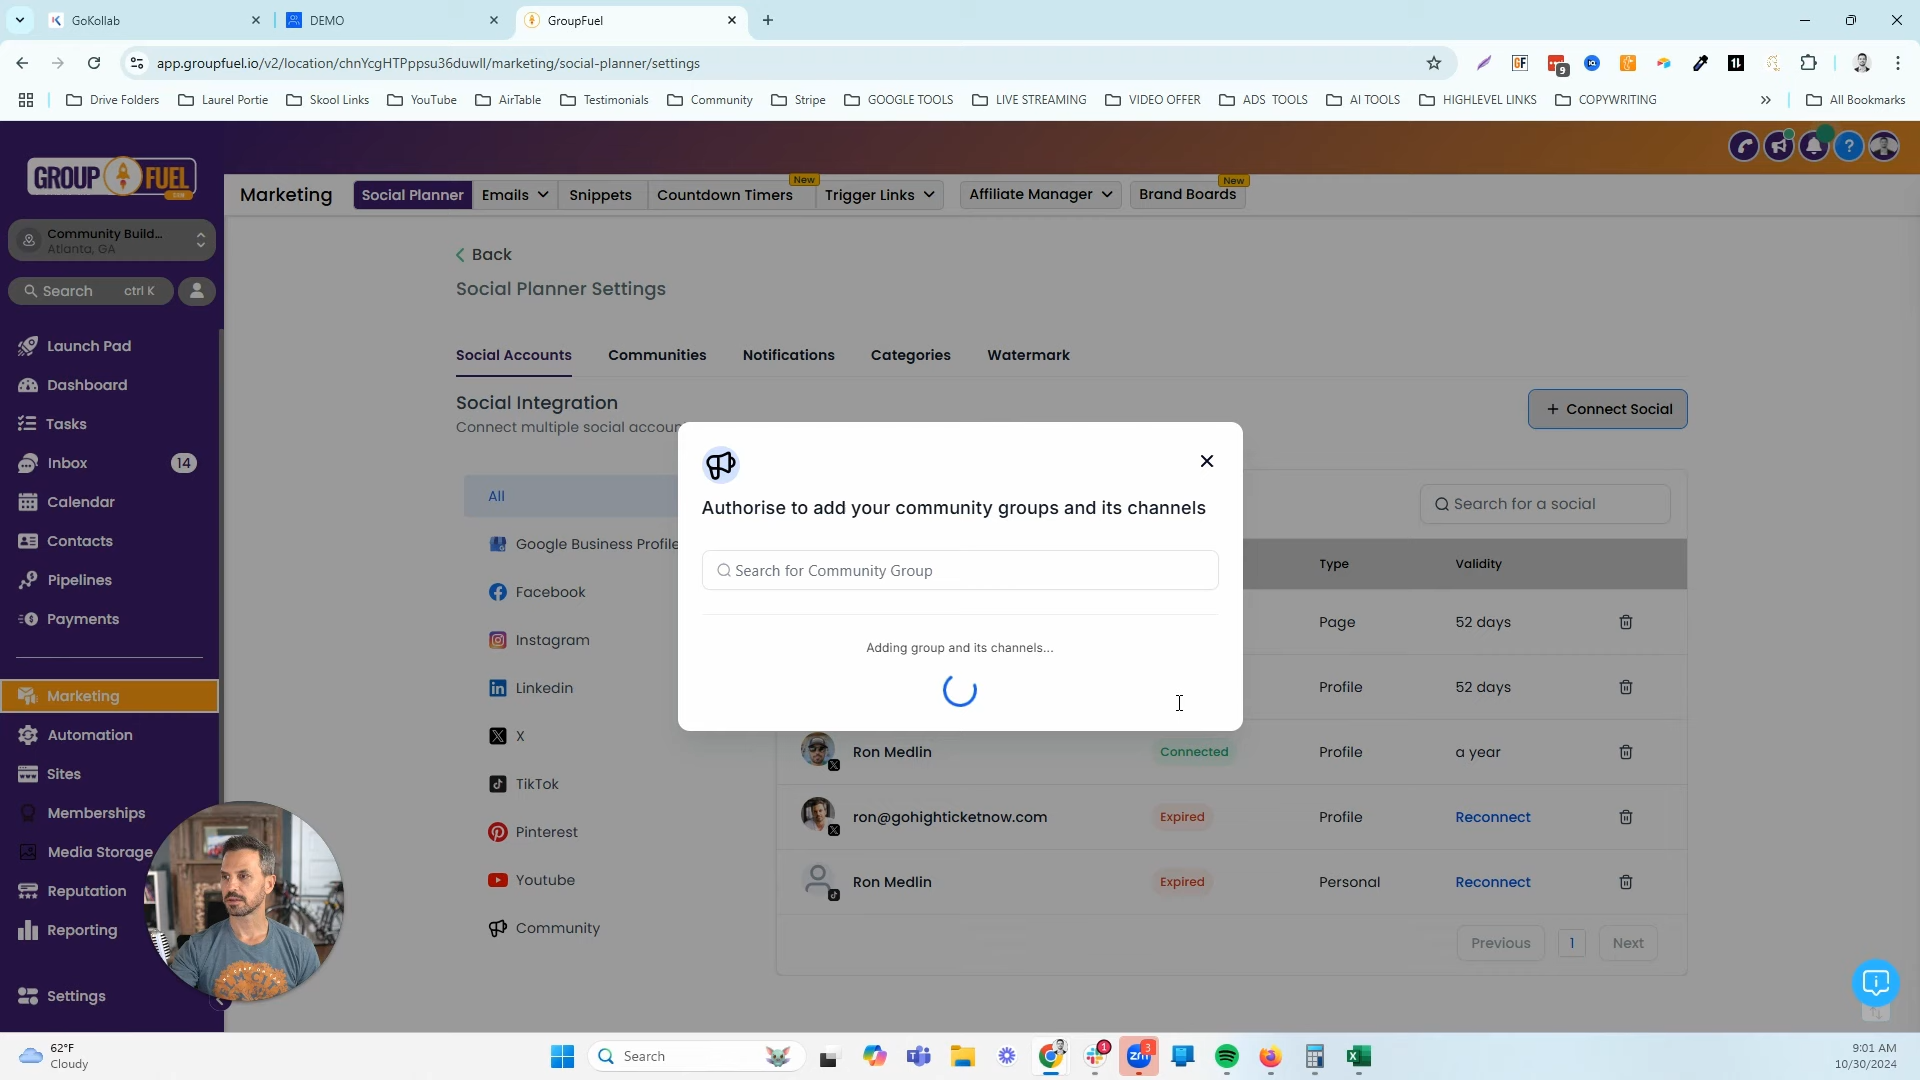 GoKollab
DEMO
GroupFuel
app.groupfuel.io/v2/location/chnYcgHTPppsu36duwll/marketing/social-planner/settings
9
Drive Folders
Laurel Portie
Skool Links
YouTube
AirTable
Testimonials
Community
Stripe
GOOGLE TOOLS
LIVE STREAMING
VIDEO OFFER
ADS TOOLS
AI TOOLS
HIGHLEVEL LINKS
COPYWRITING
All Bookmarks
GROUP FUEL
Marketing
Social Planner
Emails
Snippets
Countdown Timers
New
Trigger Links
Affiliate Manager
Brand Boards
New
Community Build...
Atlanta, GA
Search ctrl K
Launch Pad
Dashboard
Tasks
Inbox 14
Calendar
Contacts
Pipelines
Payments
Marketing
Automation
Sites
Memberships
Media Storage
Reputation
Reporting
Settings
Back
Social Planner Settings
Social Accounts
Communities
Notifications
Categories
Watermark
Social Integration
Connect multiple social accoun
+ Connect Social
All
Google Business Profile
Facebook
Instagram
Linkedin
X
TikTok
Pinterest
Youtube
Community
Search for a social
Type Validity
Page 52 days
Profile 52 days
Ron Medlin Connected Profile a year
ron@gohighticketnow.com Expired Profile Reconnect
Ron Medlin Expired Personal Reconnect
Previous 1 Next
Authorise to add your community groups and its channels
Search for Community Group
Adding group and its channels...
62°F
Cloudy
Search
1
zm
3
9:01 AM
10/30/2024